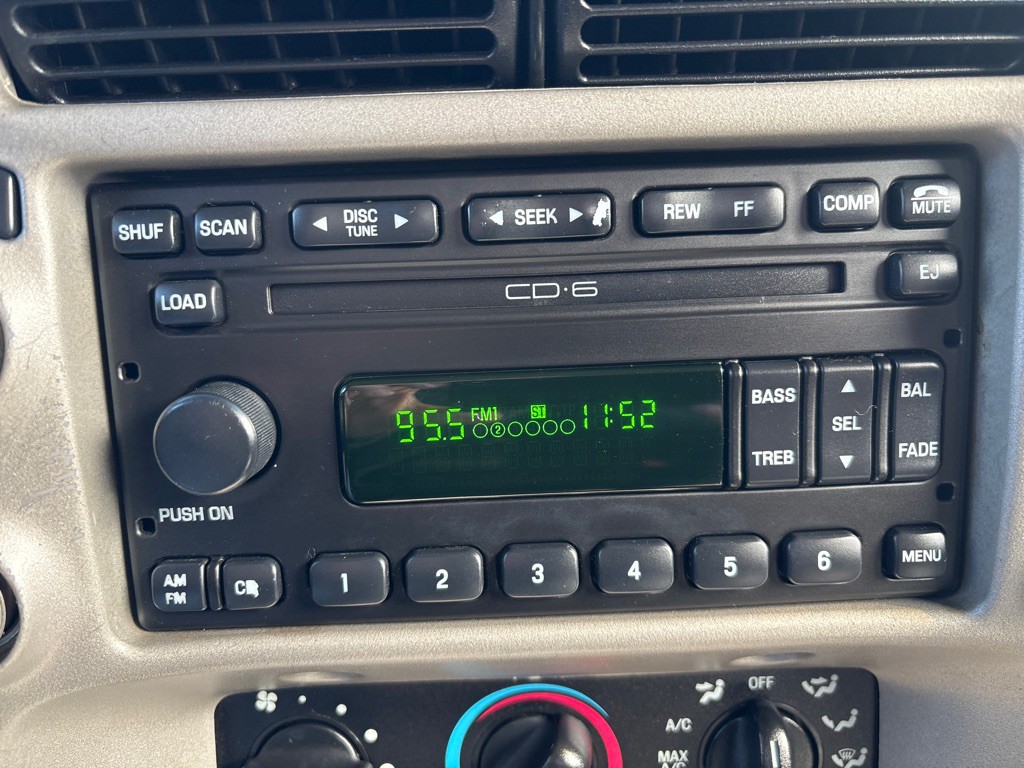 SHUF
SCAN
DISC
TUNE
SEEK
REW FF
COMP
MUTE
LOAD
CD·6
EJ
95.5 FM1 ST 11:52
2
BASS
TREB
SEL
BAL
FADE
PUSH ON
AM
FM
1
2
3
4
5
6
MENU
OFF
A/C
MAX
A/C